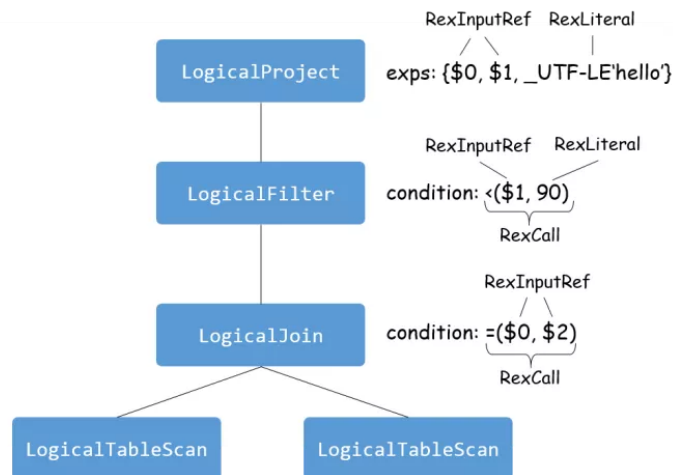 RexInputRef RexLiteral
LogicalProject
exps: {$0, $1, _UTF-LE'hello'}
RexInputRef RexLiteral
LogicalFilter
condition: <($1, 90)
RexCall
RexInputRef
LogicalJoin
condition: =($0, $2)
RexCall
LogicalTableScan LogicalTableScan